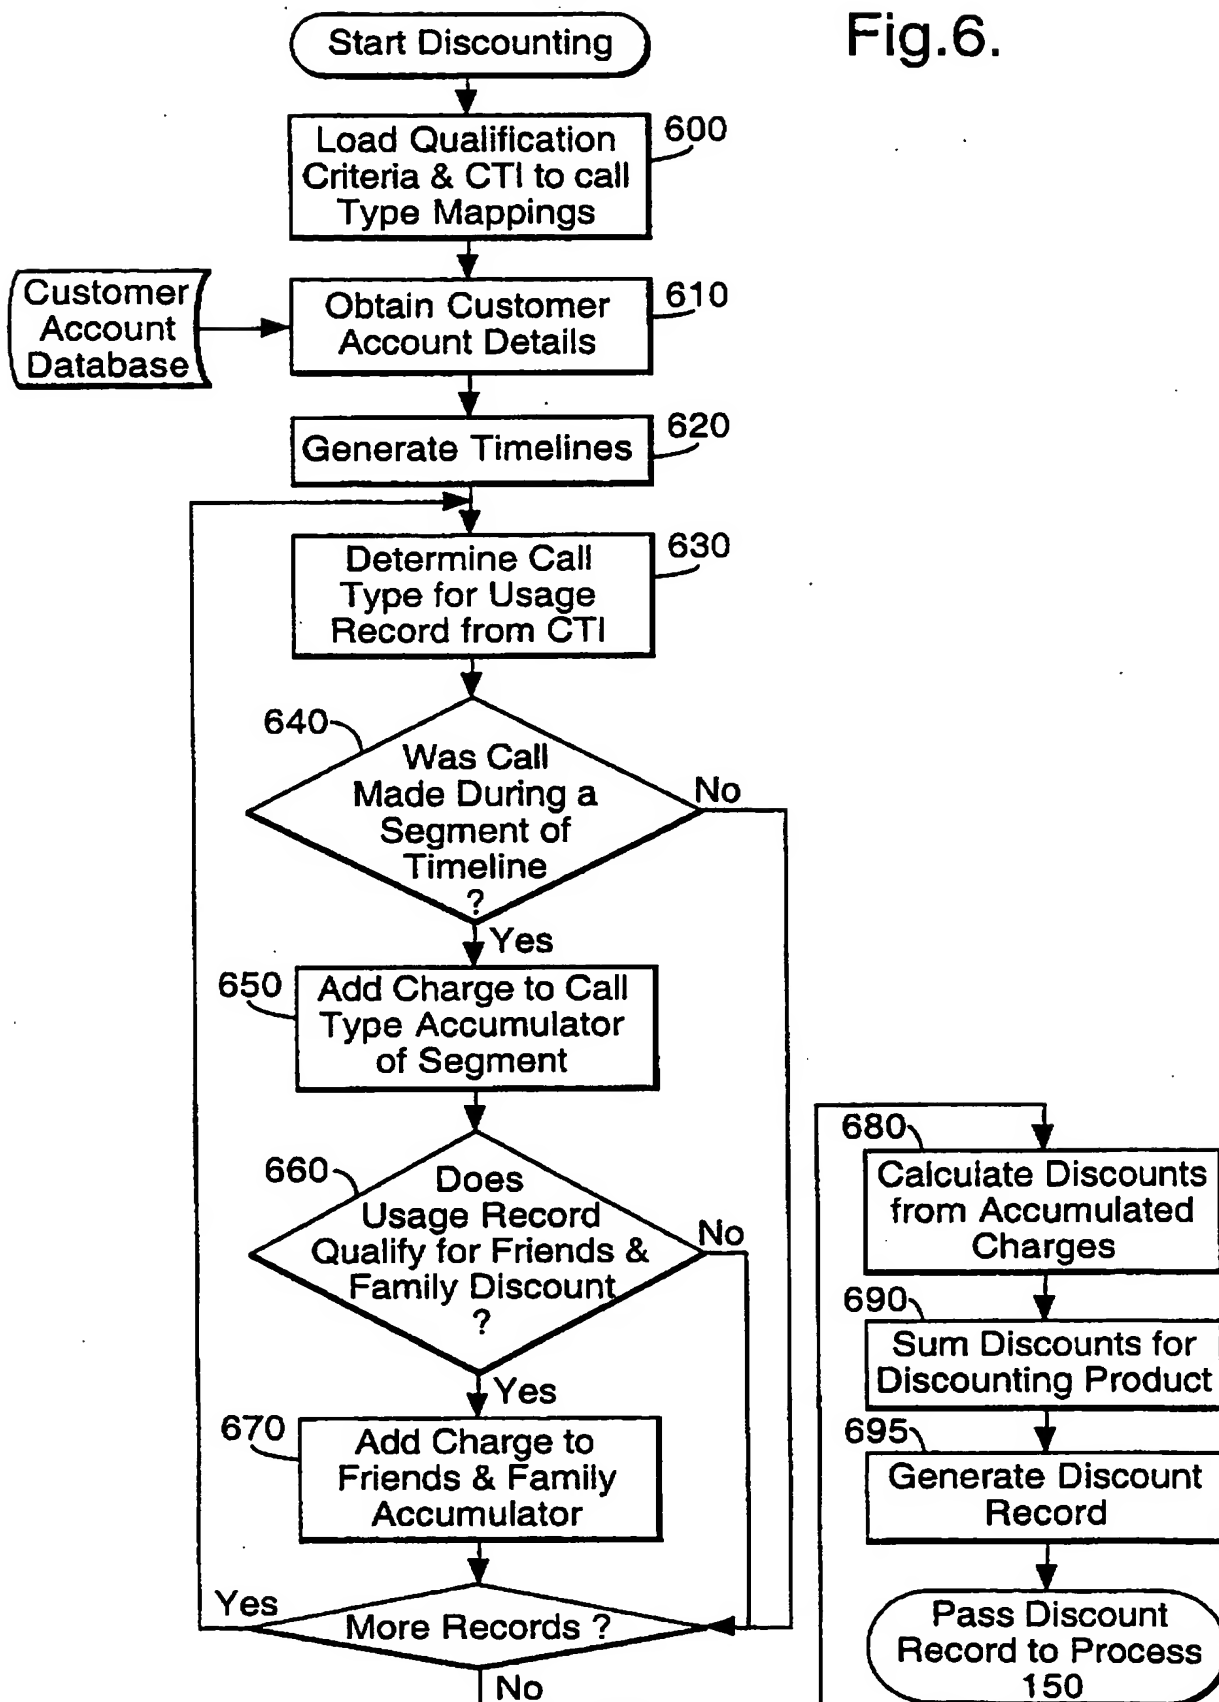 Fig.6.
Start Discounting
Load Qualification
Criteria & CTI to call
Type Mappings
600
Customer
Account
Database
Obtain Customer
Account Details
610
Generate Timelines
620
Determine Call
Type for Usage
Record from CTI
630
640
Was Call
Made During a
Segment of
Timeline
?
No
Yes
650
Add Charge to Call
Type Accumulator
of Segment
660
Does
Usage Record
Qualify for Friends &
Family Discount
?
No
Yes
670
Add Charge to
Friends & Family
Accumulator
Yes
More Records ?
No
680
Calculate Discounts
from Accumulated
Charges
690
Sum Discounts for
Discounting Product
695
Generate Discount
Record
Pass Discount
Record to Process
150